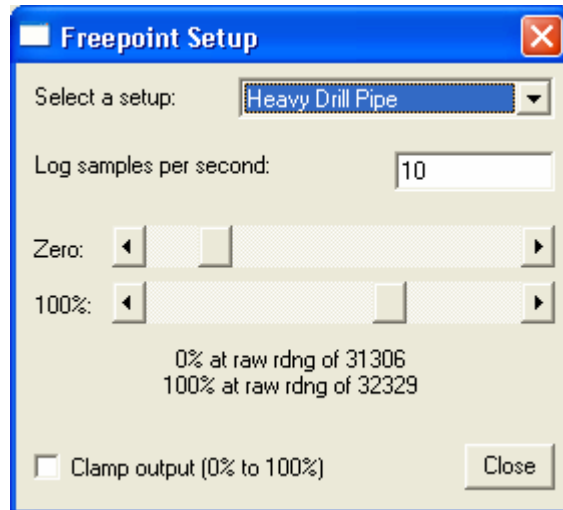 Freepoint Setup
Select a setup: Heavy Drill Pipe
Log samples per second: 10
Zero:
100%:
0% at raw rdng of 31306
100% at raw rdng of 32329
Clamp output (0% to 100%) Close